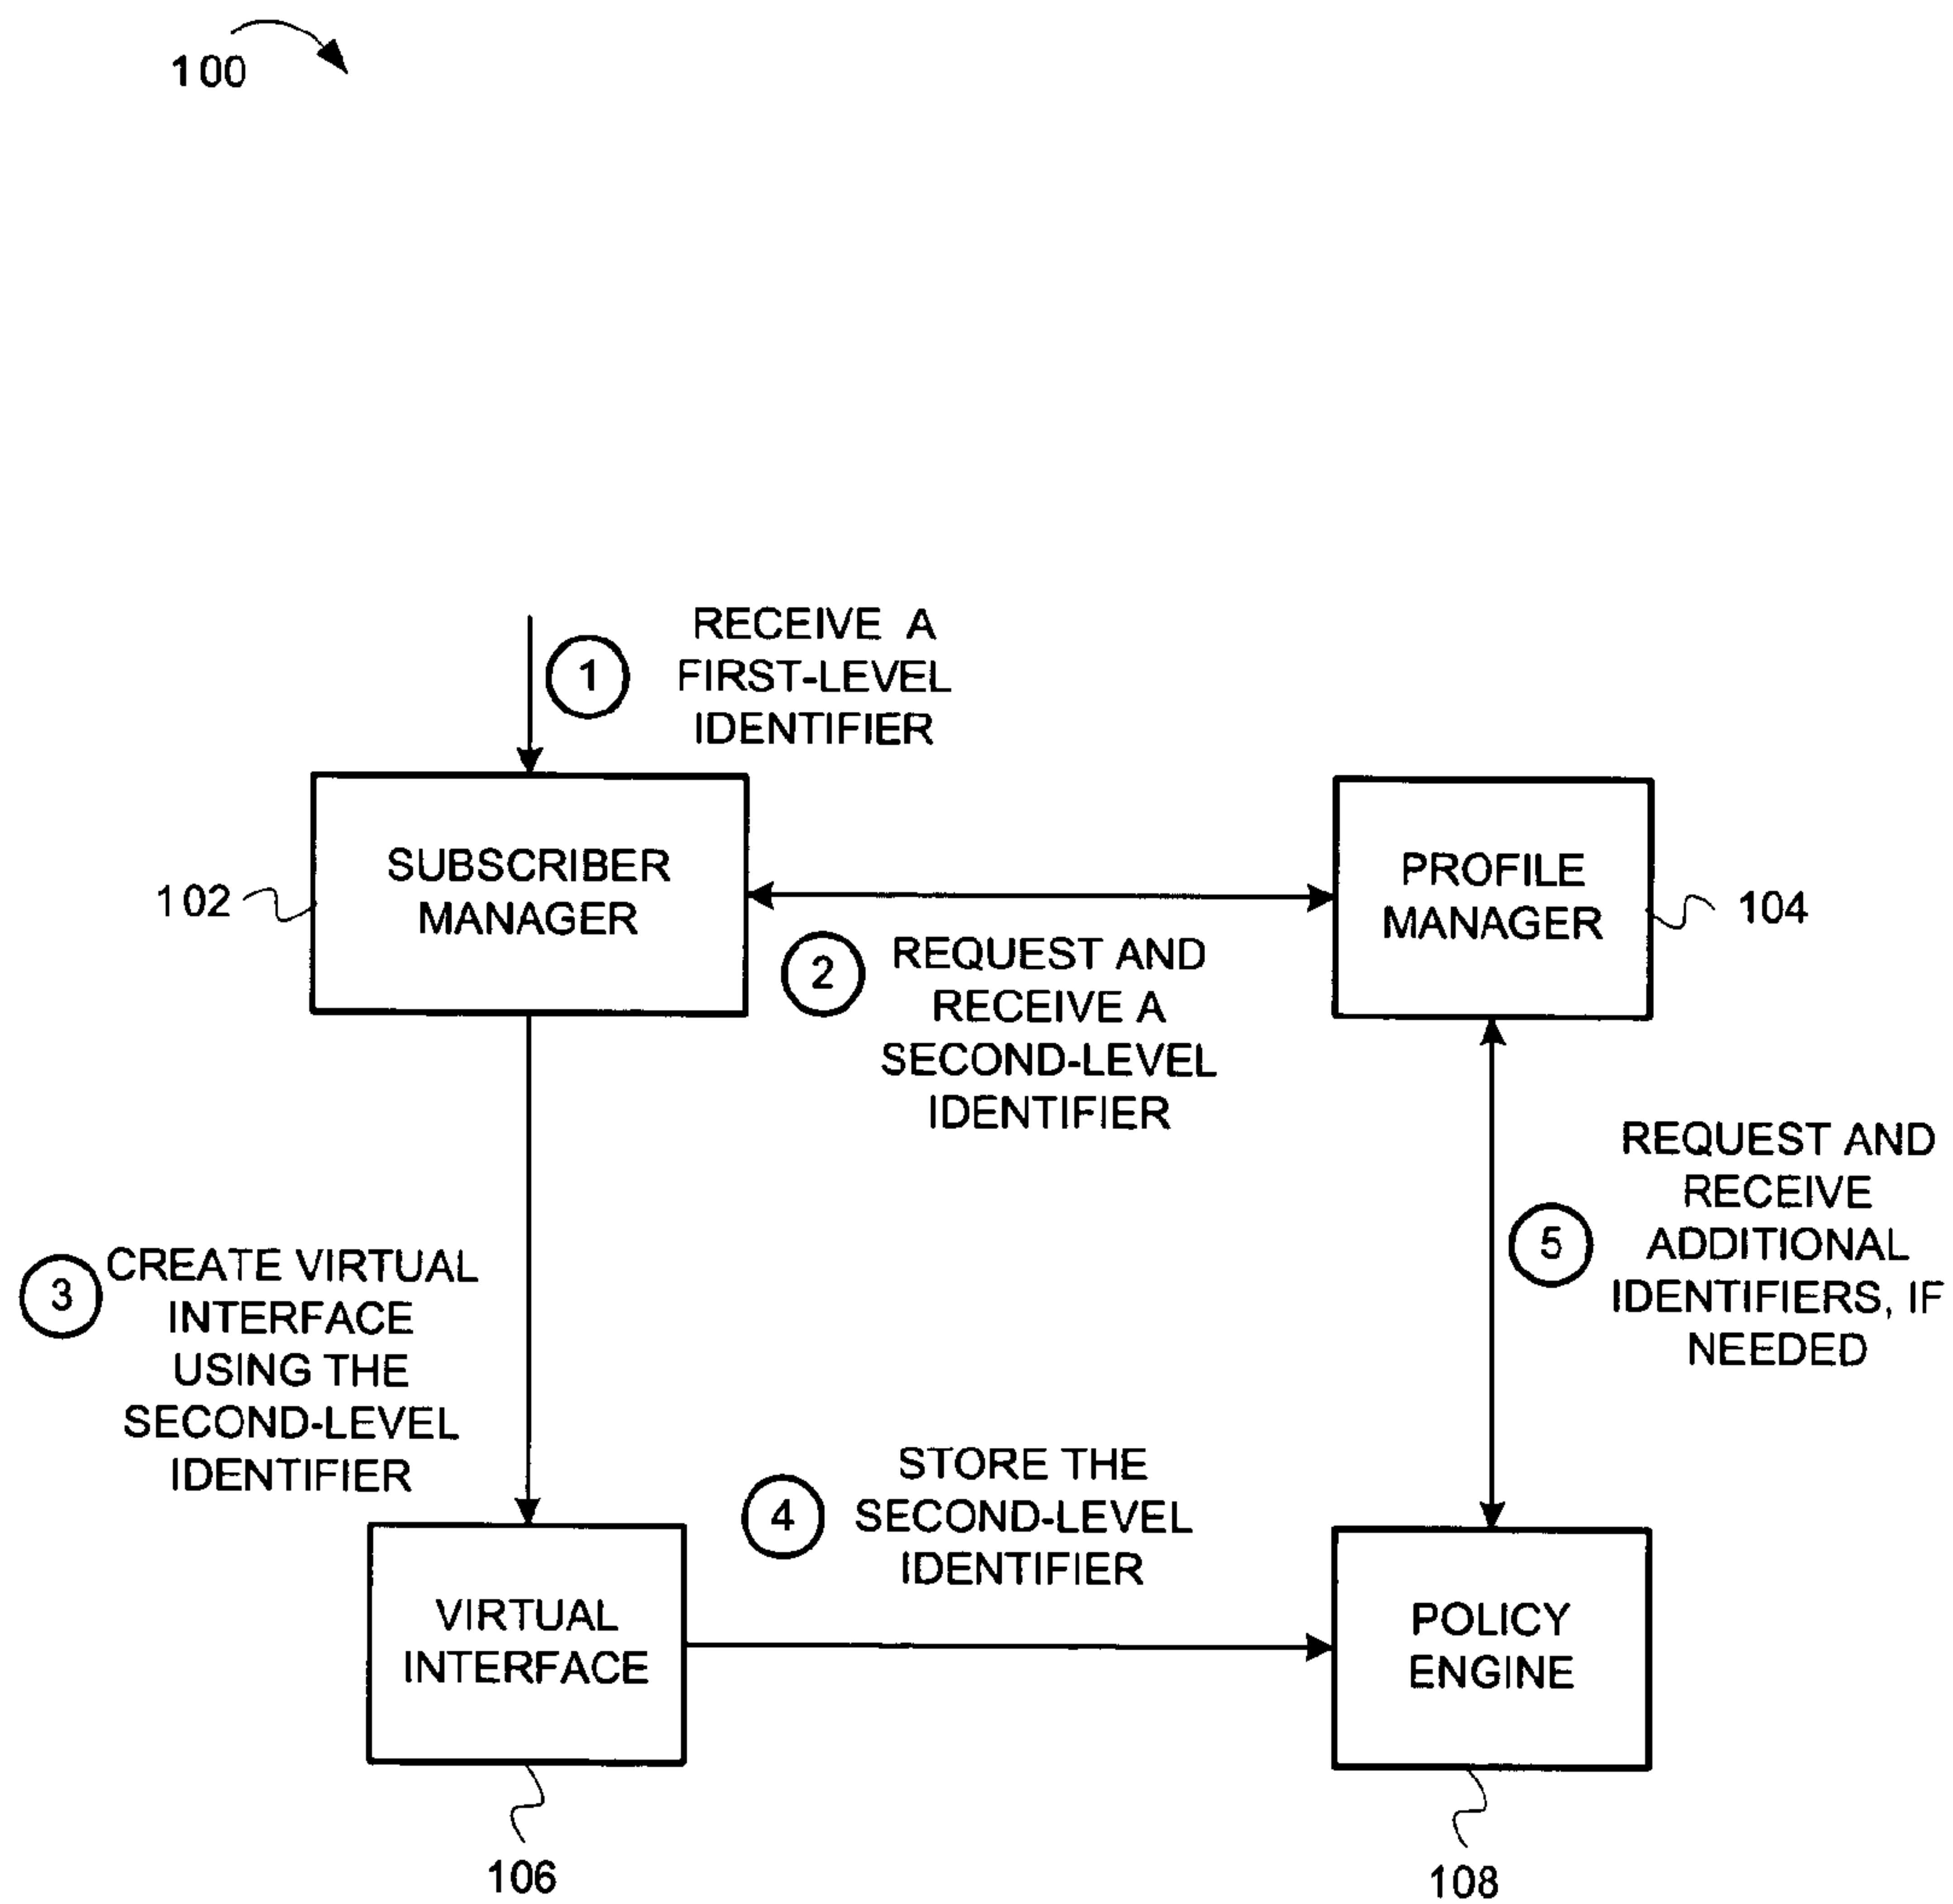 100
1
RECEIVE A
FIRST-LEVEL
IDENTIFIER
SUBSCRIBER
MANAGER
102
PROFILE
MANAGER
104
2
REQUEST AND
RECEIVE A
SECOND-LEVEL
IDENTIFIER
3
CREATE VIRTUAL
INTERFACE
USING THE
SECOND-LEVEL
IDENTIFIER
5
REQUEST AND
RECEIVE
ADDITIONAL
IDENTIFIERS, IF
NEEDED
4
STORE THE
SECOND-LEVEL
IDENTIFIER
VIRTUAL
INTERFACE
106
POLICY
ENGINE
108